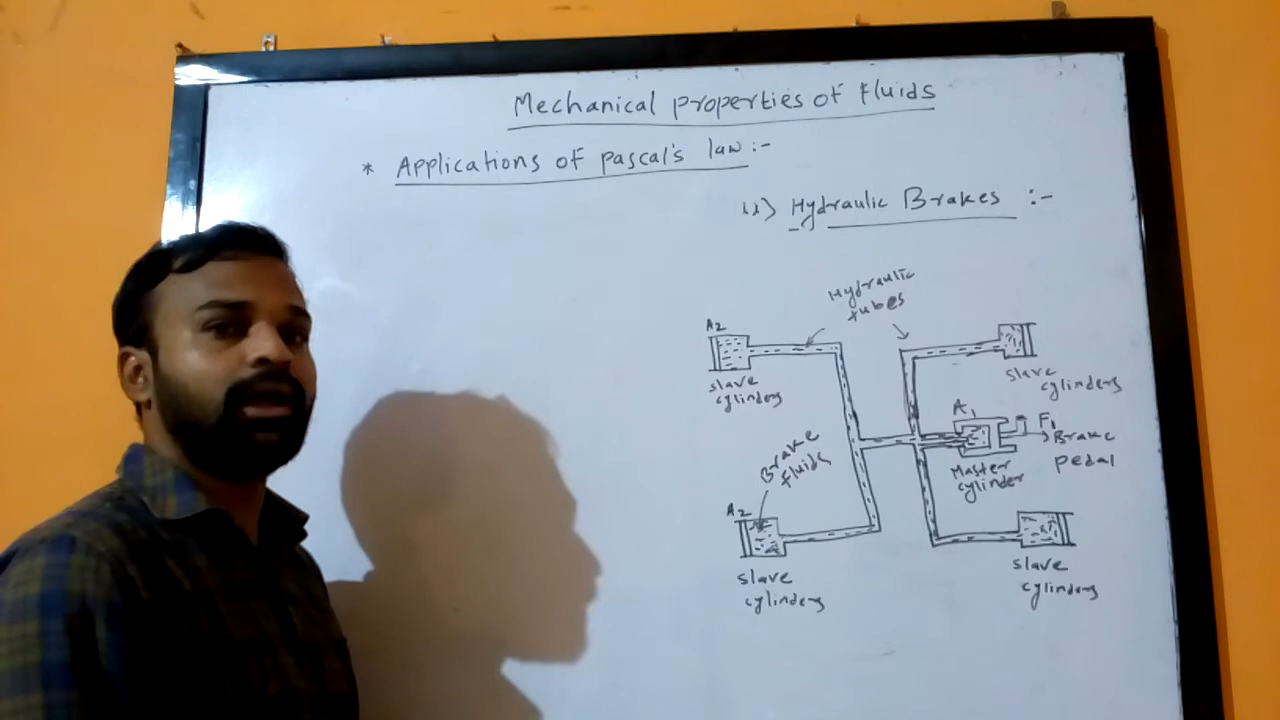 Mechanical properties of fluids
* Applications of pascal's law :-
ii) Hydraulic Brakes :-
Hydraulic
tubes
A2
slave
cylinders
slave
cylinders
A1
F1
Brake
pedal
Master
cylinder
Brake
fluids
A2
slave
cylinders
slave
cylinders